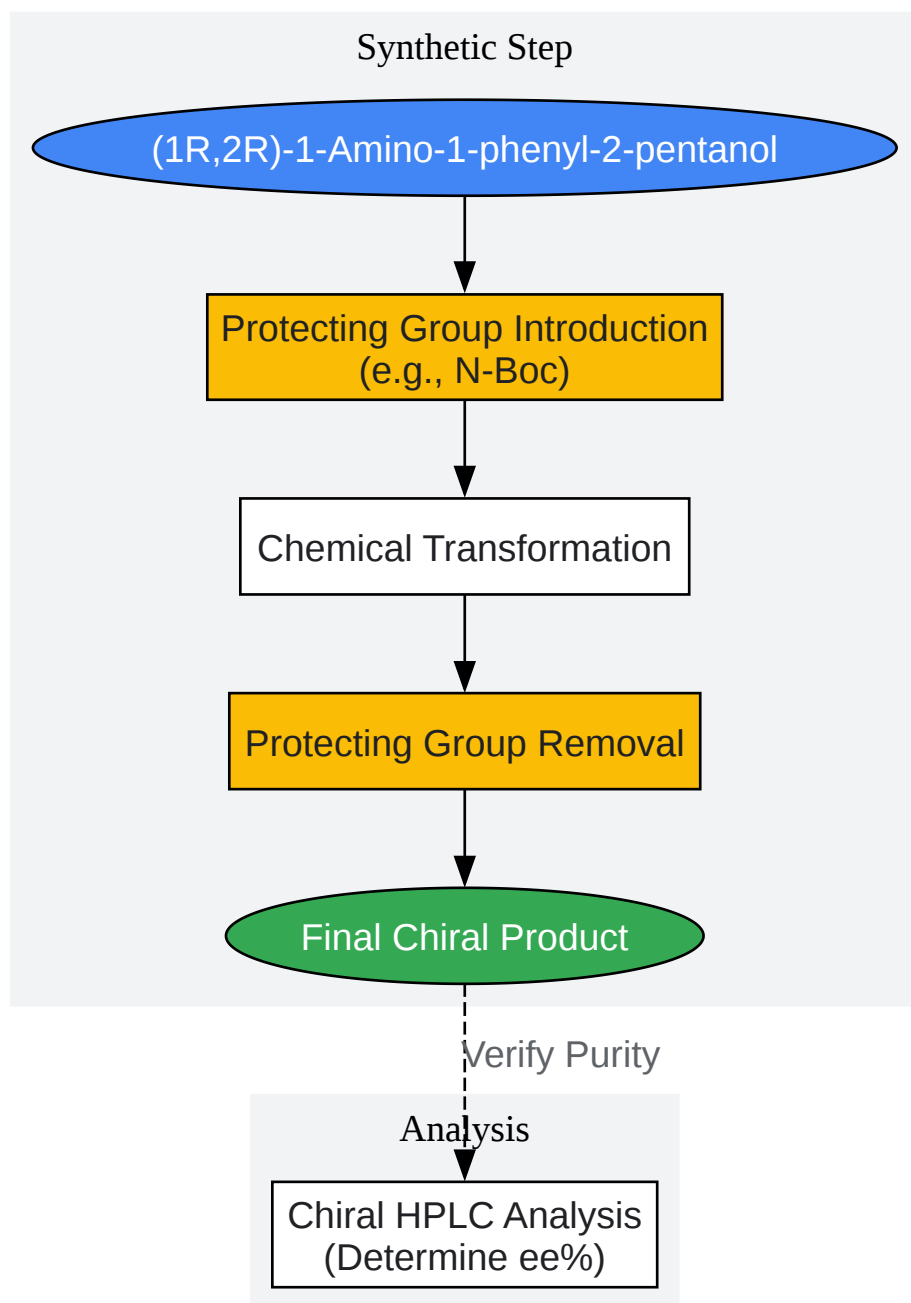 Synthetic Step
(1R,2R)-1-Amino-1-phenyl-2-pentanol
Protecting Group Introduction
(e.g., N-Boc)
Chemical Transformation
Protecting Group Removal
Final Chiral Product
Verify Purity
Analysis
Chiral HPLC Analysis
(Determine ee%)